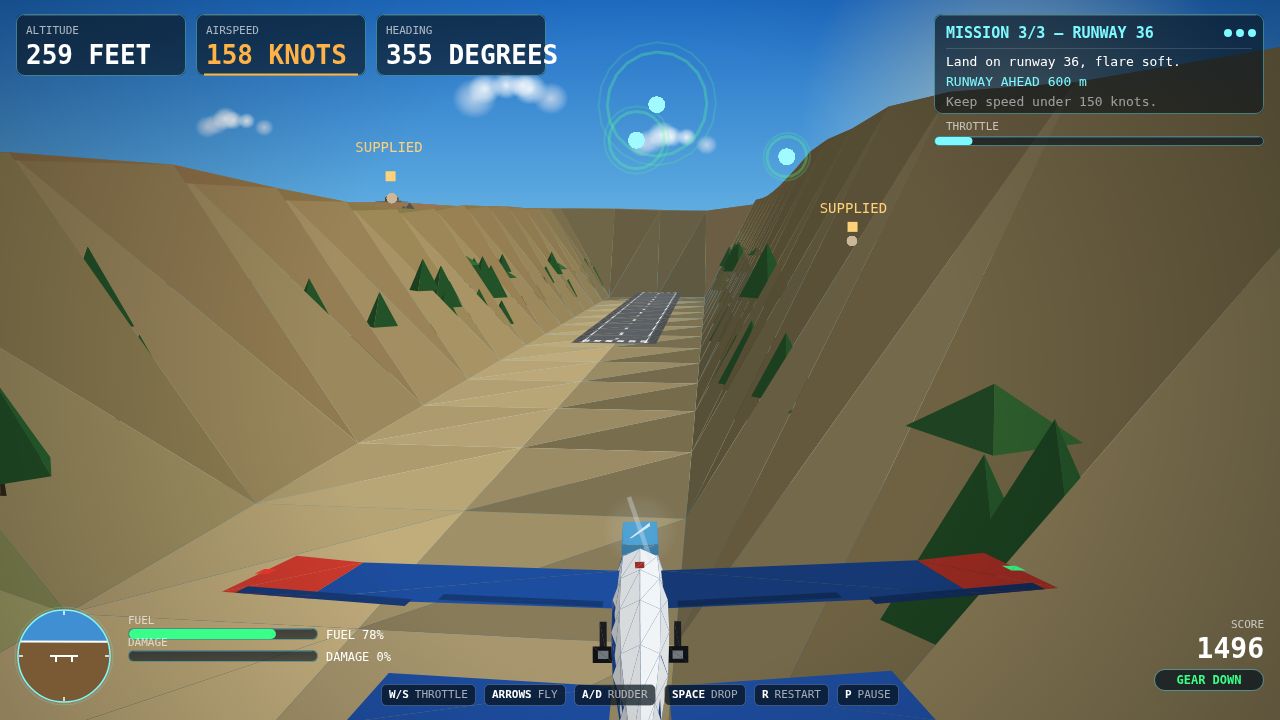 ALTITUDE
259 FEET
AIRSPEED
158 KNOTS
HEADING
355 DEGREES
MISSION 3/3 — RUNWAY 36
Land on runway 36, flare soft.
RUNWAY AHEAD 600 m
Keep speed under 150 knots.
THROTTLE
SUPPLIED
SUPPLIED
FUEL
FUEL 78%
DAMAGE
DAMAGE 0%
SCORE
1496
GEAR DOWN
W/S THROTTLE
ARROWS FLY
A/D RUDDER
SPACE DROP
R RESTART
P PAUSE